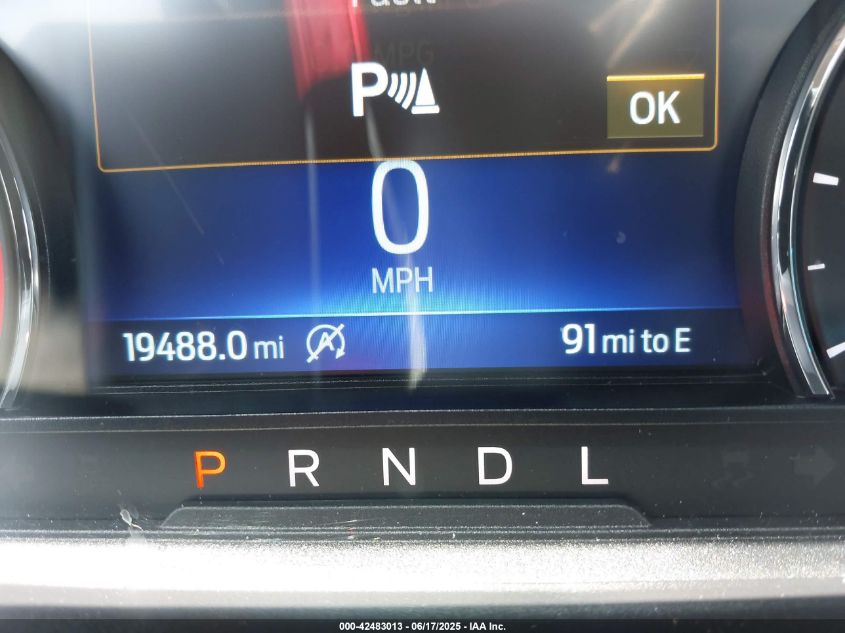 MPG
P
OK
0
MPH
19488.0 mi A 91 mi to E
P R N D L
000-42483013 - 06/17/2025 - IAA Inc.